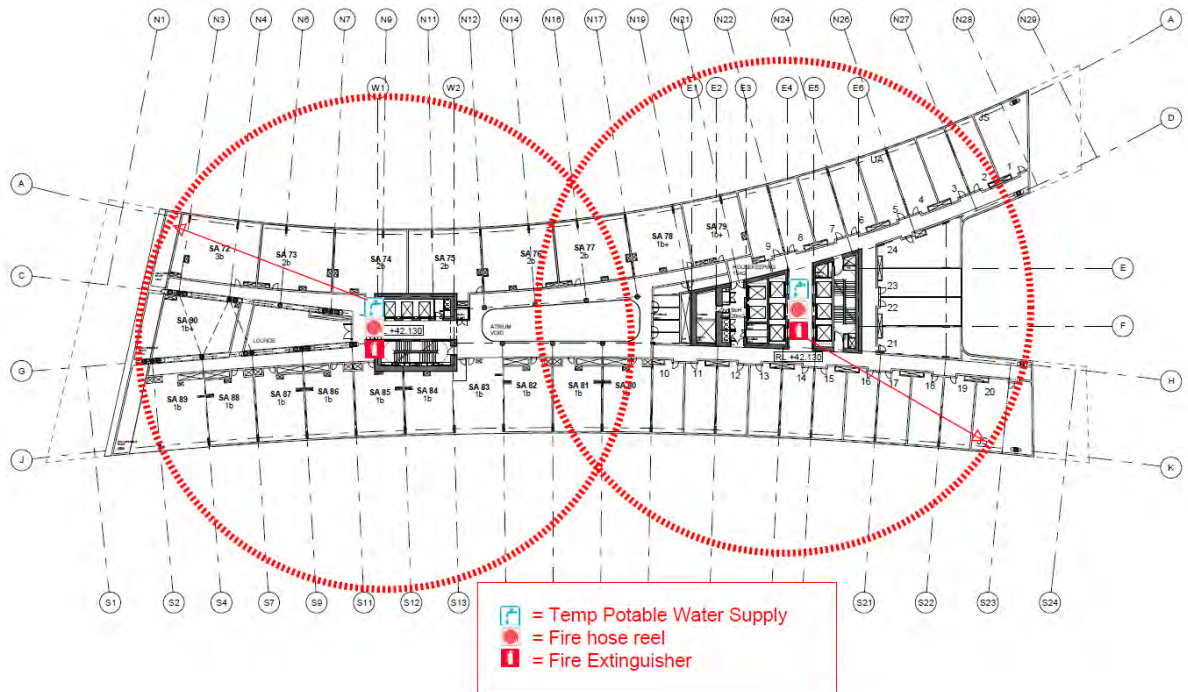 N1
N3
N4
N6
N7
N9
N11
N12
N14
N16
N17
N19
N21
N22
N24
N26
N27
N28
N29
A
W1
W2
E1
E2
E3
E4
E5
E6
D
A
JS
UA
1
2
3
4
5
6
7
8
9
SA 72
3b
SA 73
2b
SA 74
2b
SA 75
2b
SA 76
2b
SA 77
2b
SA 78
1b+
SA 79
1b+
HOUSEKEEPING
24
C
E
23
22
F
21
SA 90
1b+
LOUNGE
+42.130
ATRIUM
VOID
RL +42.130
G
H
10
11
12
13
14
15
16
17
18
19
20
SA 89
1b
SA 88
1b
SA 87
1b
SA 86
1b
SA 85
1b
SA 84
1b
SA 83
1b
SA 82
1b
SA 81
1b
SA 80
1b
JS
J
K
S1
S2
S4
S7
S9
S11
S12
S13
S21
S22
S23
S24
= Temp Potable Water Supply
= Fire hose reel
= Fire Extinguisher